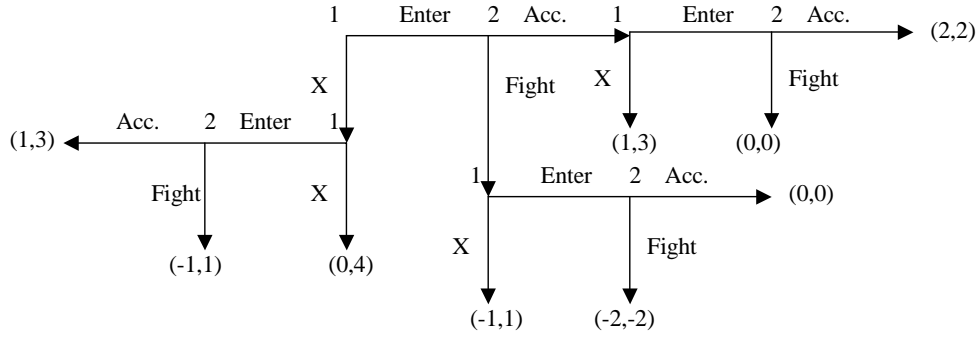 1 Enter 2 Acc. 1 Enter 2 Acc. (2,2)
X Fight X Fight
(1,3) Acc. 2 Enter 1 (1,3) (0,0)
Fight X 1 Enter 2 Acc. (0,0)
X Fight
(-1,1) (0,4)
(-1,1) (-2,-2)